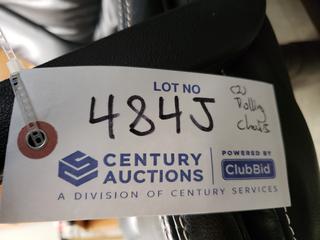 LOT NO
484J
(2)
Rolling
Chairs
CENTURY
AUCTIONS
POWERED BY
ClubBid
A DIVISION OF CENTURY SERVICES